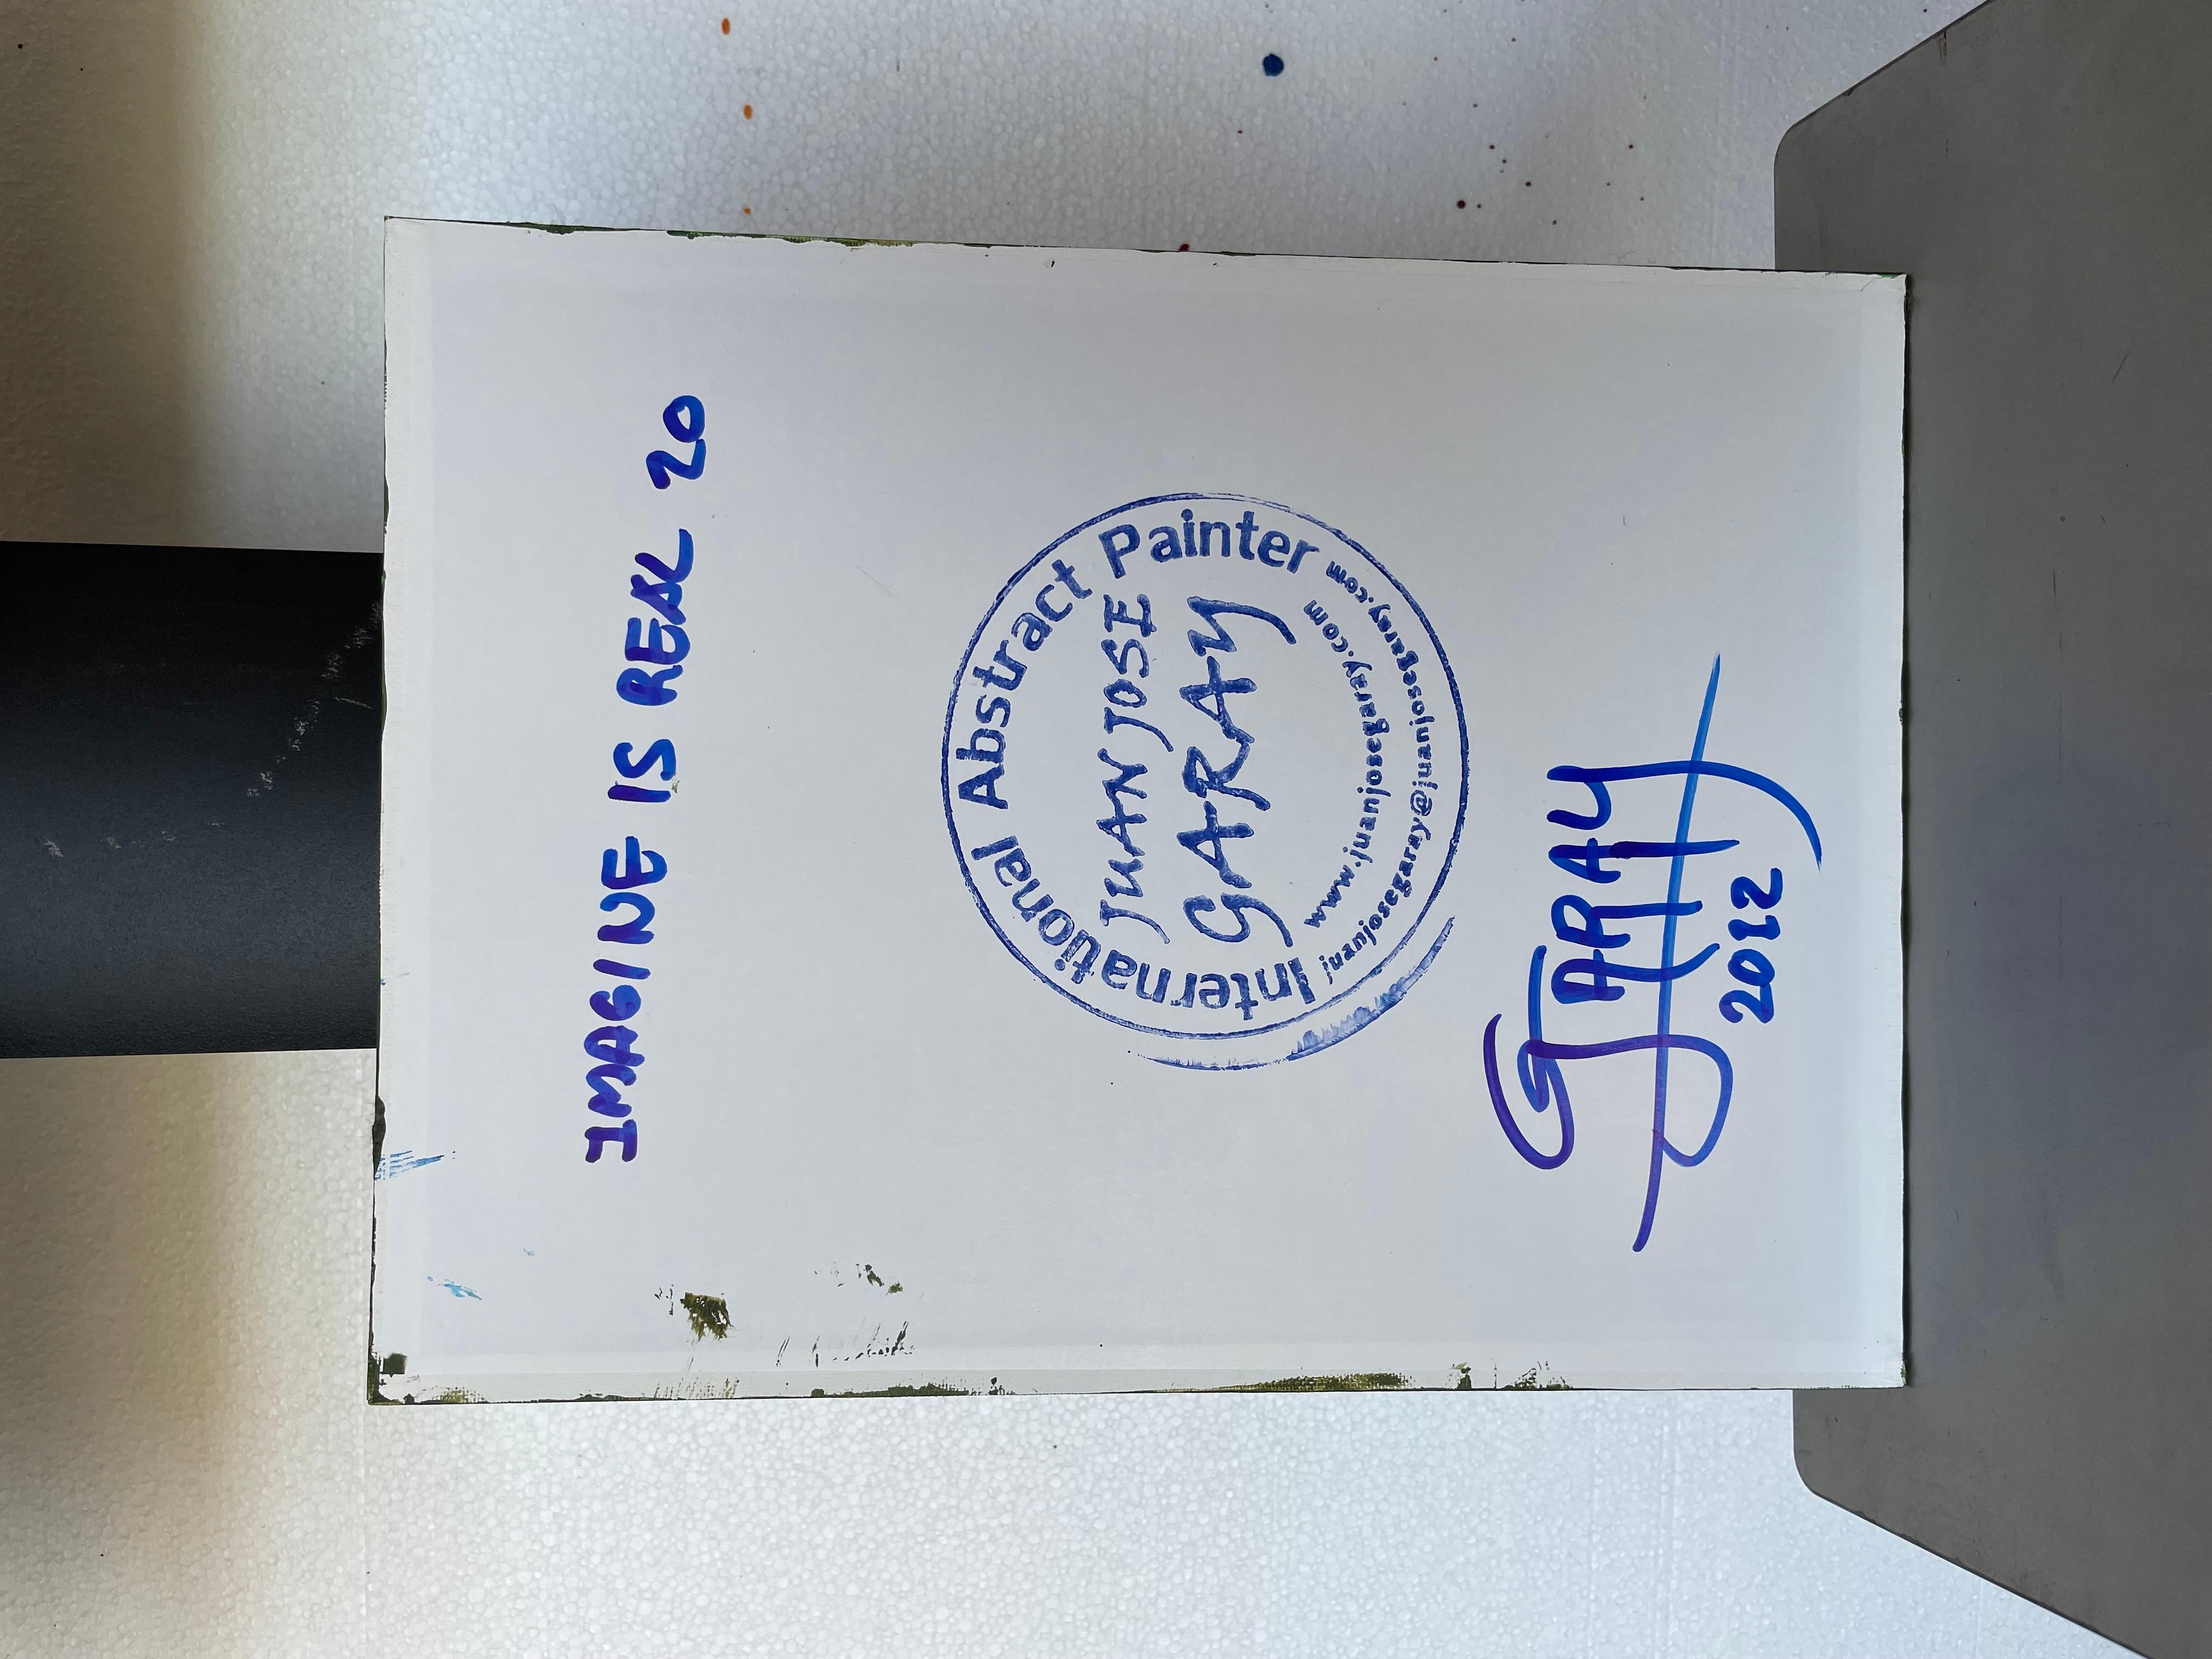 IMAGINE IS REAL 20
International Abstract Painter
JUAN JOSE
GARAY
www.juanjosegaray.com
juanjosegaray@juanjosegaray.com
GARAY
2012